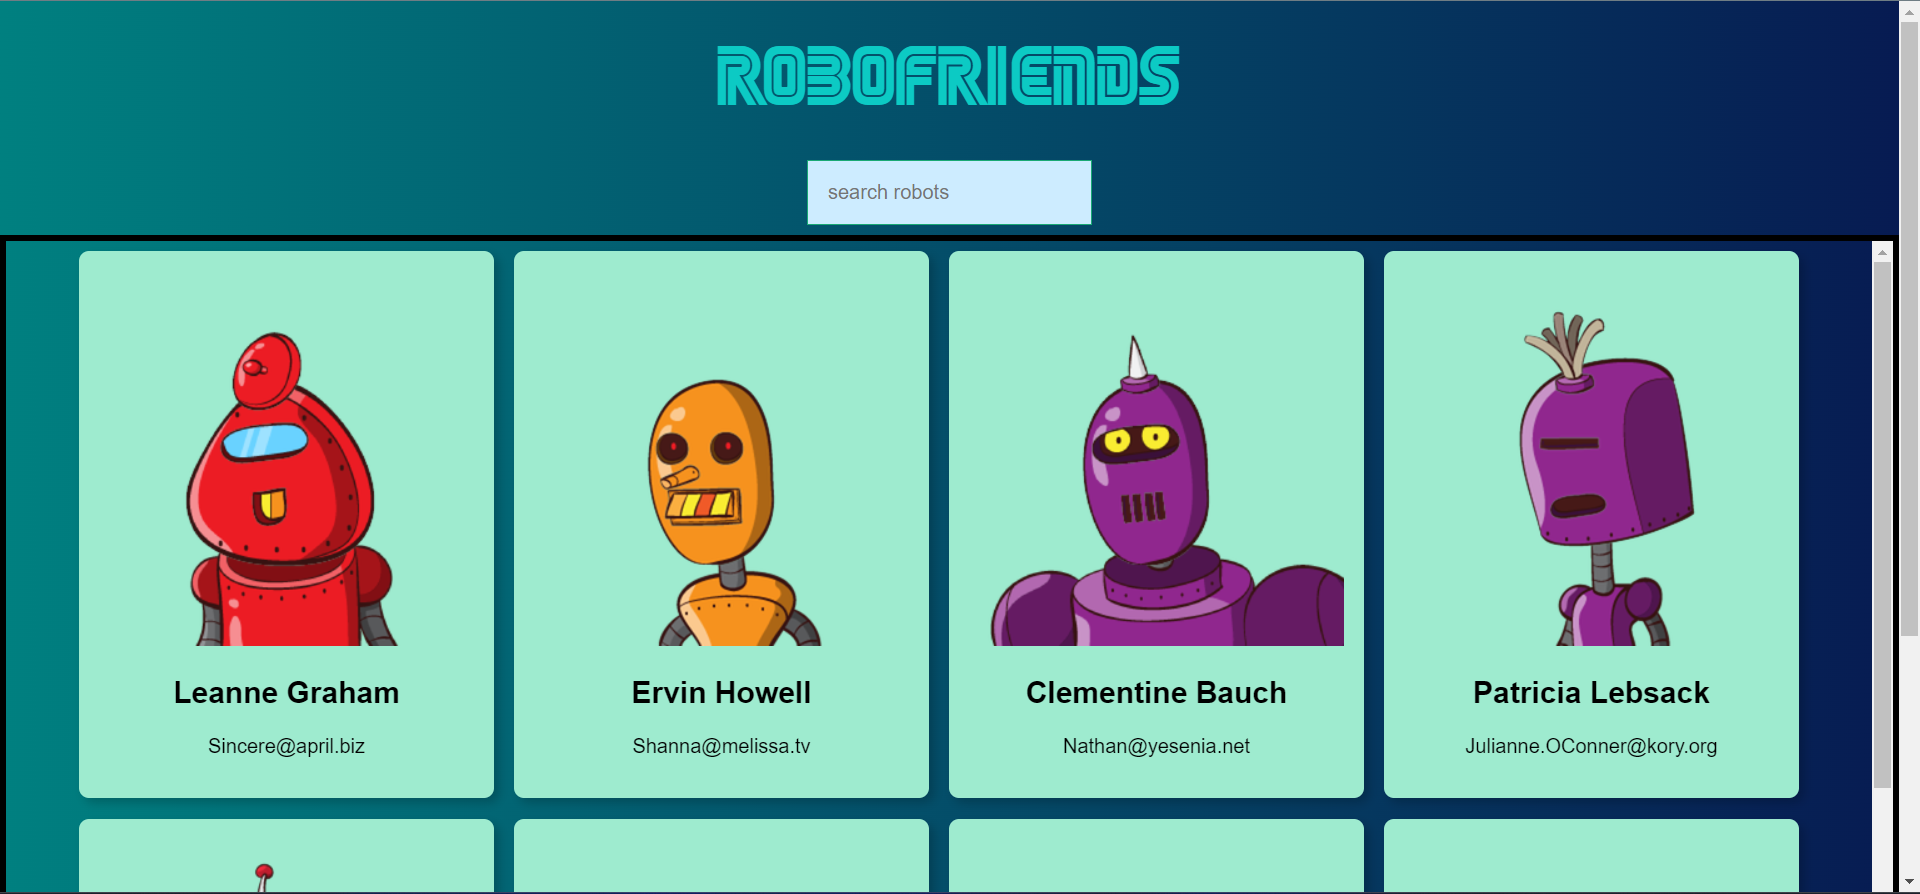 ROBOFRIENDS
search robots
Leanne Graham
Sincere@april.biz
Ervin Howell
Shanna@melissa.tv
Clementine Bauch
Nathan@yesenia.net
Patricia Lebsack
Julianne.OConner@kory.org